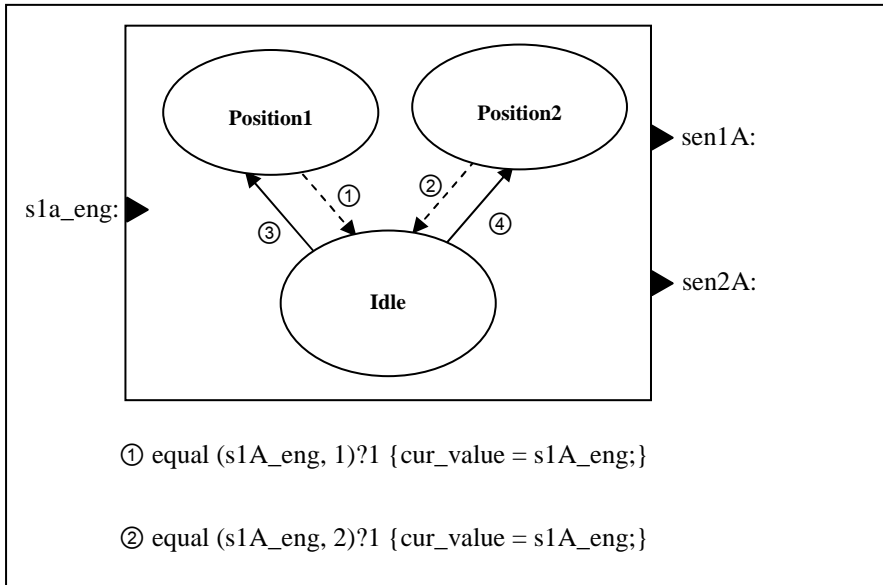 Position1
Position2
sen1A:
①
②
s1a_eng:
③
④
sen2A:
Idle
① equal (s1A_eng, 1)?1 {cur_value = s1A_eng;}
② equal (s1A_eng, 2)?1 {cur_value = s1A_eng;}